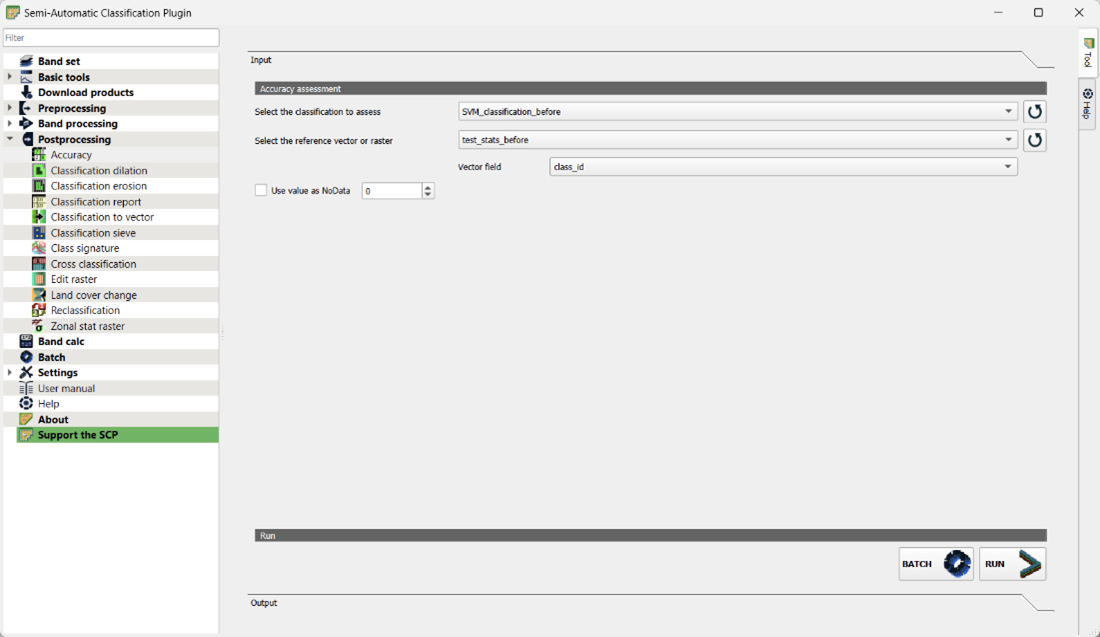 Semi-Automatic Classification Plugin
Filter
Band set
Basic tools
Download products
Preprocessing
Band processing
Postprocessing
Accuracy
Classification dilation
Classification erosion
Classification report
Classification to vector
Classification sieve
Class signature
Cross classification
Edit raster
Land cover change
Reclassification
Zonal stat raster
Band calc
Batch
Settings
User manual
Help
About
Support the SCP
Input
Accuracy assessment
Select the classification to assess SVM_classification_before
Select the reference vector or raster test_stats_before
Vector field class_id
Use value as NoData 0
Run
BATCH RUN
Output
Tool
Help